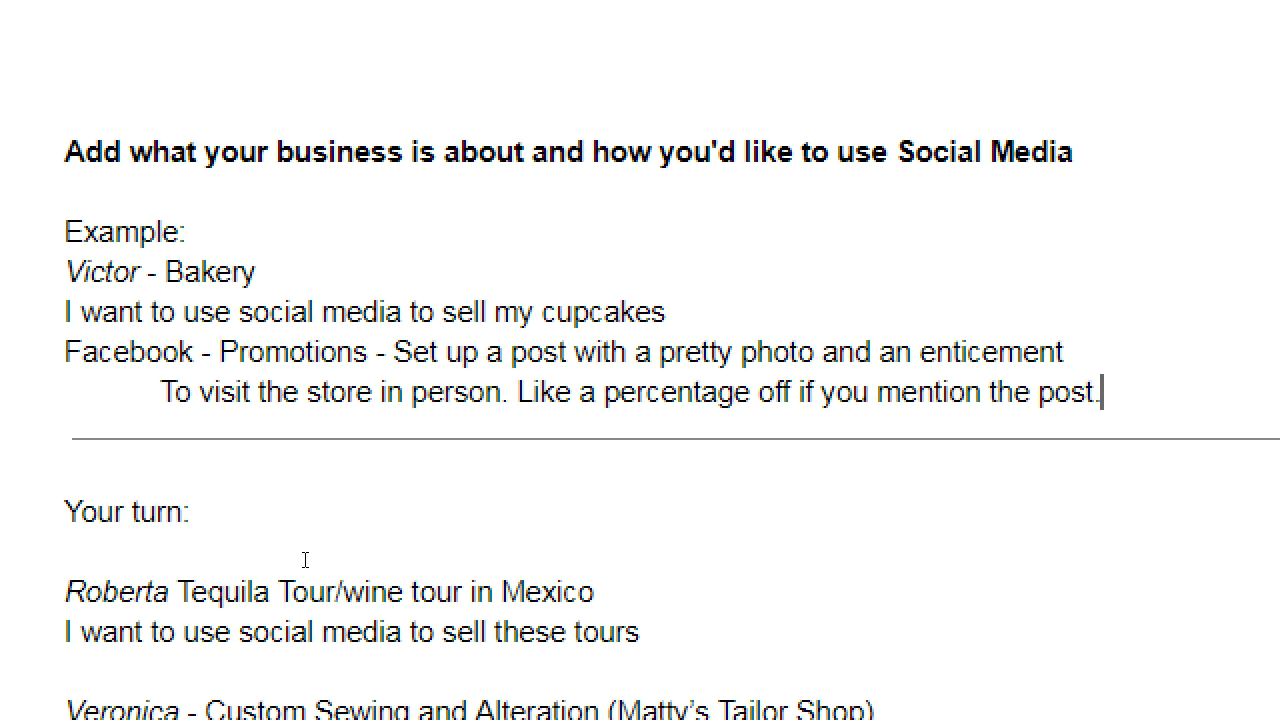 Add what your business is about and how you'd like to use Social Media
Example:
Victor - Bakery
I want to use social media to sell my cupcakes
Facebook - Promotions - Set up a post with a pretty photo and an enticement
To visit the store in person. Like a percentage off if you mention the post.
Your turn:
Roberta Tequila Tour/wine tour in Mexico
I want to use social media to sell these tours
Veronica - Custom Sewing and Alteration (Matty’s Tailor Shop)